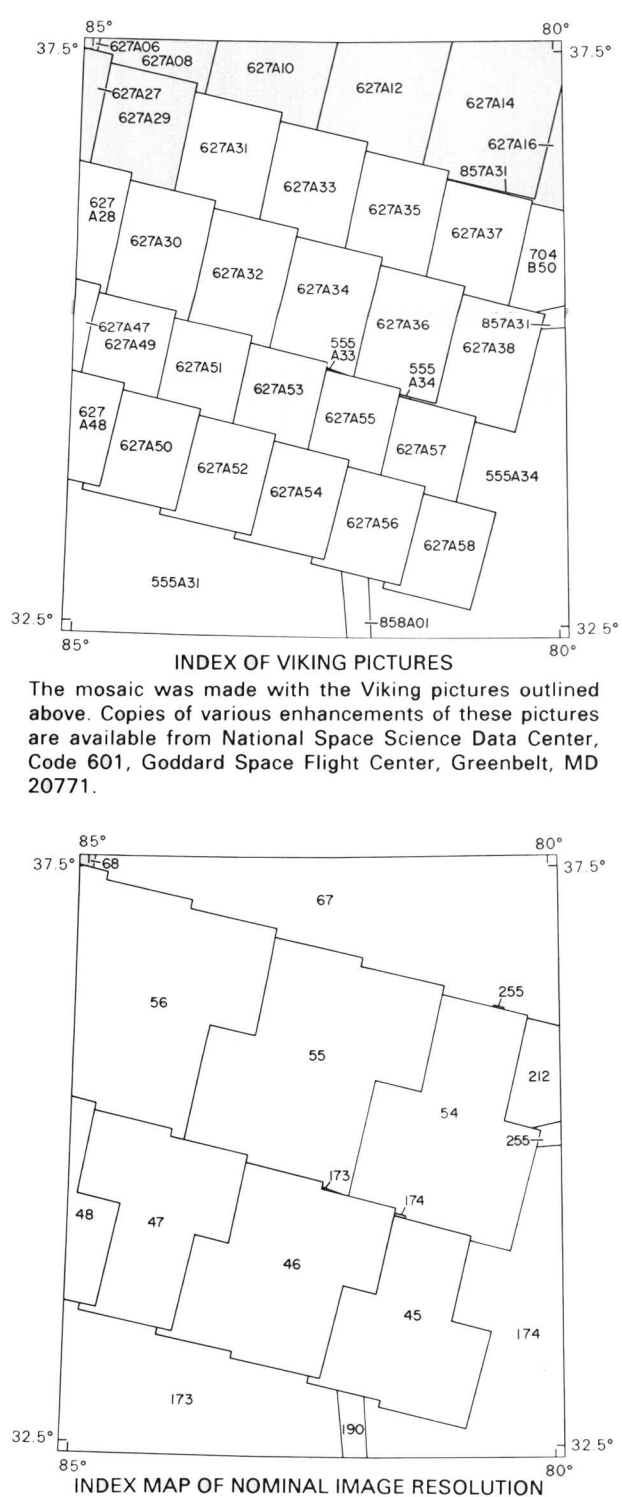 85°
80°
37.5°
37.5°
627A06
627A08
627A10
627A12
627A14
627A16
627A27
627A29
627A31
627A33
627A35
627A37
857A31
704
B50
627
A28
627A30
627A32
627A34
627A36
627A38
857A31
627A47
627A49
627A51
627A53
555
A33
555
A34
627A55
627A57
555A34
627
A48
627A50
627A52
627A54
627A56
627A58
555A31
858A01
32.5°
32.5°
85°
80°
INDEX OF VIKING PICTURES
The mosaic was made with the Viking pictures outlined
above. Copies of various enhancements of these pictures
are available from National Space Science Data Center,
Code 601, Goddard Space Flight Center, Greenbelt, MD
20771.
85°
80°
37.5°
37.5°
68
67
56
55
255
212
54
255
173
174
48
47
46
45
174
173
190
32.5°
32.5°
85°
80°
INDEX MAP OF NOMINAL IMAGE RESOLUTION